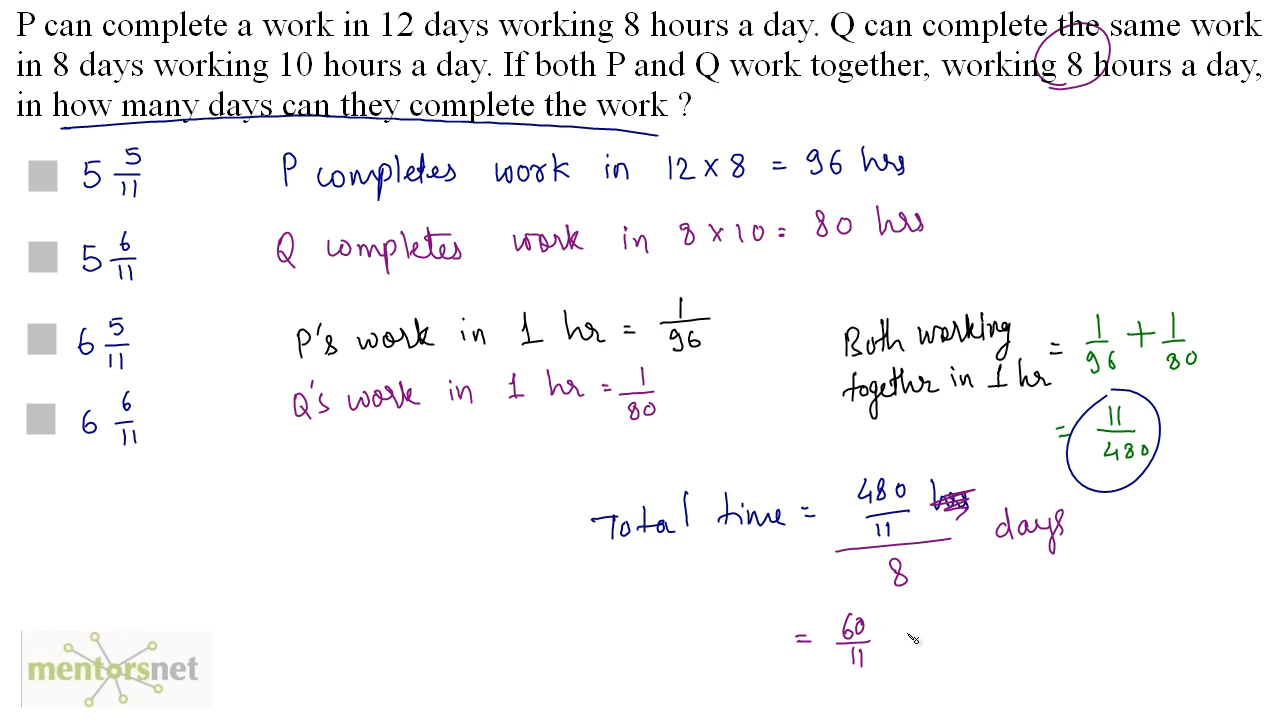 P can complete a work in 12 days working 8 hours a day. Q can complete the same work
in 8 days working 10 hours a day. If both P and Q work together, working 8 hours a day,
in how many days can they complete the work ?
5 5/11
5 6/11
6 5/11
6 6/11
P completes work in 12 × 8 = 96 hrs
Q completes work in 8 × 10 = 80 hrs
P's work in 1 hr = 1/96
Q's work in 1 hr = 1/80
Both working
together in 1 hr = 1/96 + 1/80
= 11/480
Total time = 480/11 / 8 days
= 60/11
mentorsnet